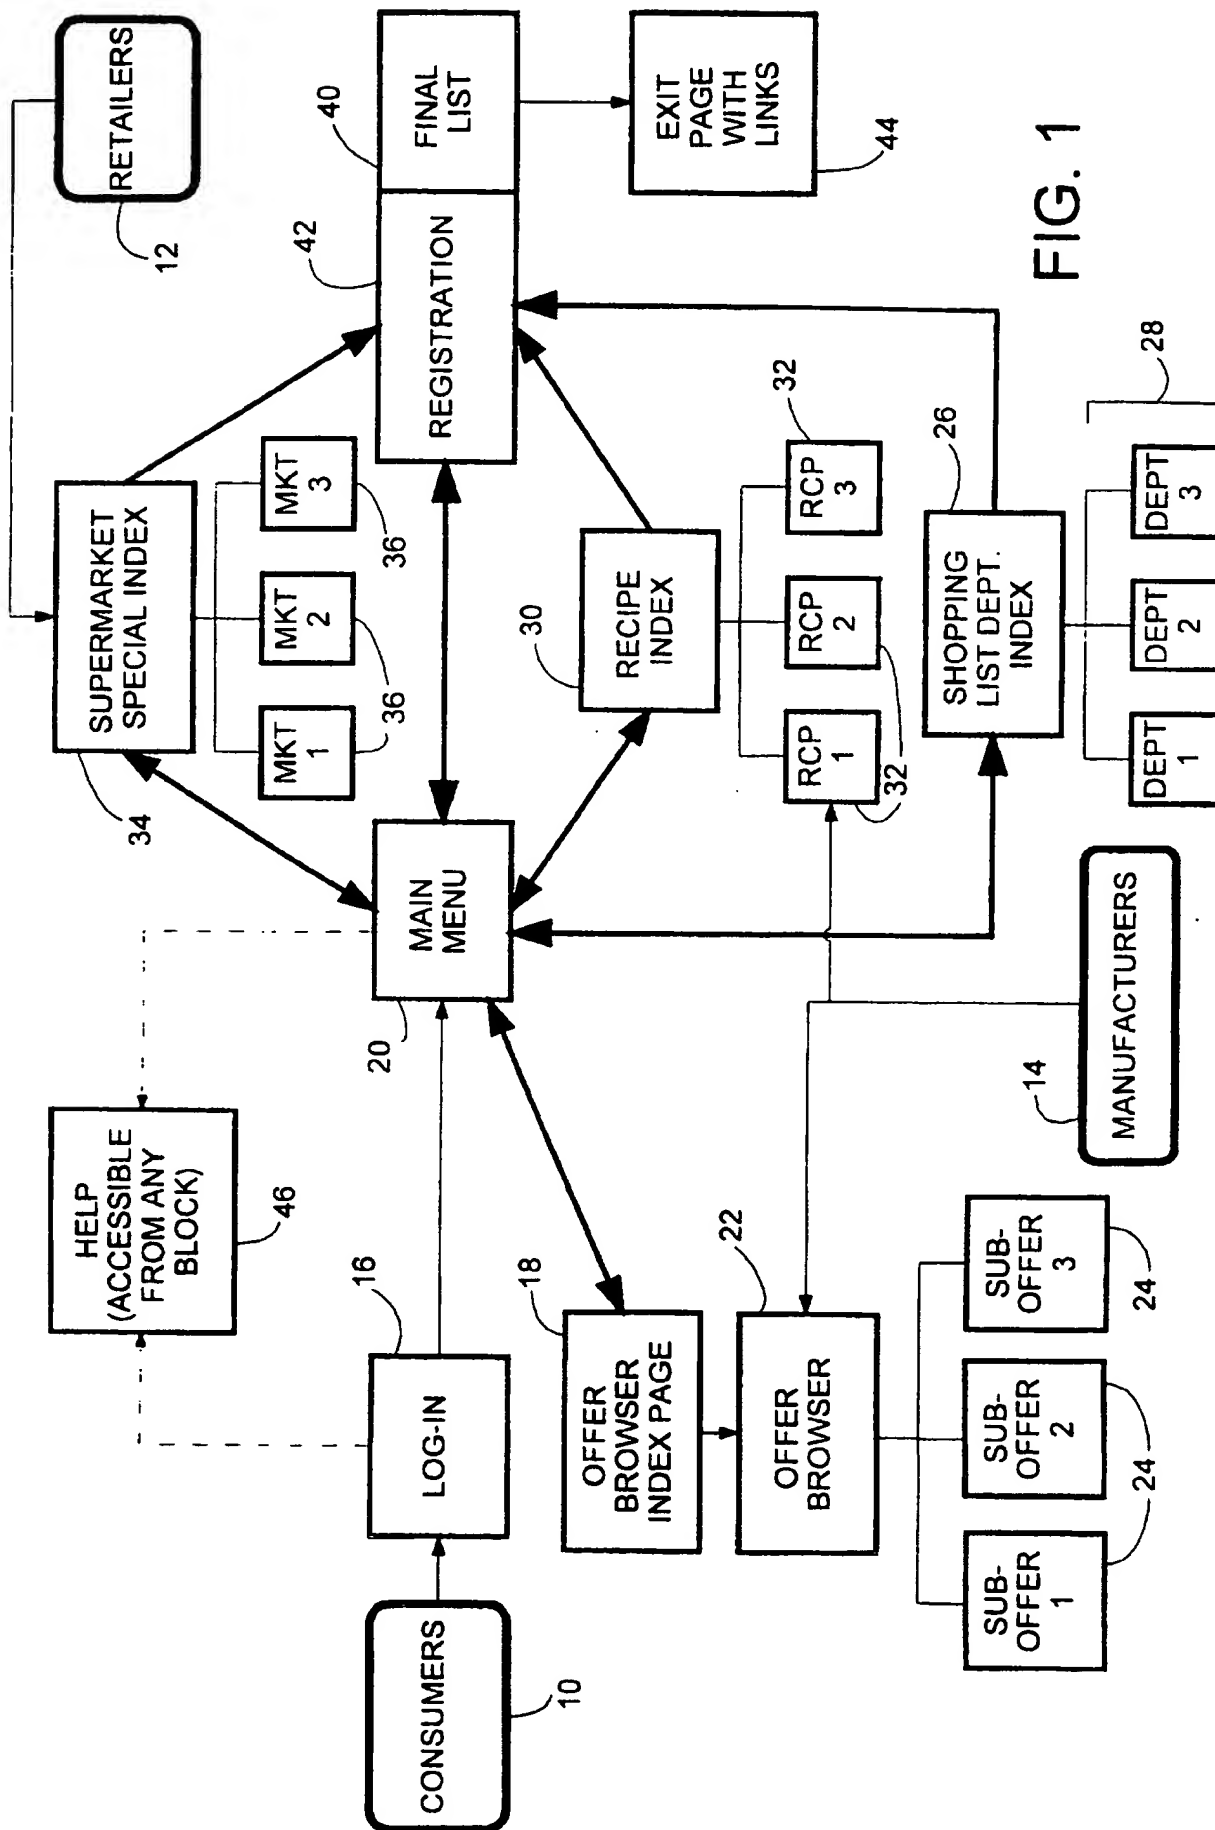 RETAILERS
12
SUPERMARKET
SPECIAL INDEX
34
MKT
1
MKT
2
MKT
3
36
36
HELP
(ACCESSIBLE
FROM ANY
BLOCK)
46
CONSUMERS
10
LOG-IN
16
MAIN
MENU
20
REGISTRATION
42
FINAL
LIST
40
EXIT
PAGE
WITH
LINKS
44
OFFER
BROWSER
INDEX PAGE
18
OFFER
BROWSER
22
SUB-
OFFER
1
SUB-
OFFER
2
SUB-
OFFER
3
24
24
RECIPE
INDEX
30
RCP
1
RCP
2
RCP
3
32
32
SHOPPING
LIST DEPT.
INDEX
26
DEPT
1
DEPT
2
DEPT
3
28
MANUFACTURERS
14
FIG. 1